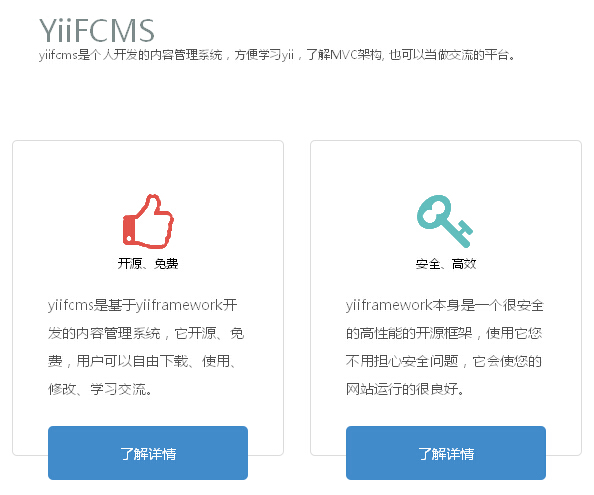 YiiFCMS
yiifcms是个人开发的内容管理系统，方便学习yii，了解MVC架构, 也可以当做交流的平台。
开源、免费
yiifcms是基于yiiframework开
发的内容管理系统，它开源、免
费，用户可以自由下载、使用、
修改、学习交流。
了解详情
安全、高效
yiiframework本身是一个很安全
的高性能的开源框架，使用它您
不用担心安全问题，它会使您的
网站运行的很良好。
了解详情